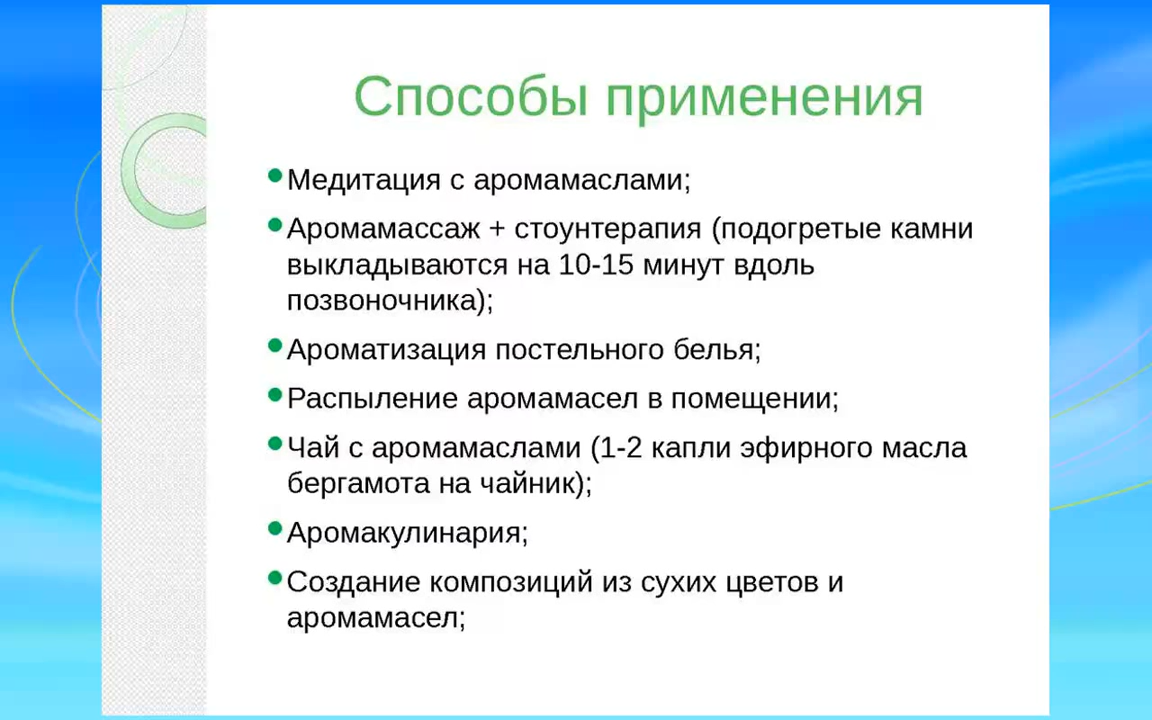 Способы применения
Медитация с аромамаслами;
Аромамассаж + стоунтерапия (подогретые камни
выкладываются на 10-15 минут вдоль
позвоночника);
Ароматизация постельного белья;
Распыление аромамасел в помещении;
Чай с аромамаслами (1-2 капли эфирного масла
бергамота на чайник);
Аромакулинария;
Создание композиций из сухих цветов и
аромамасел;